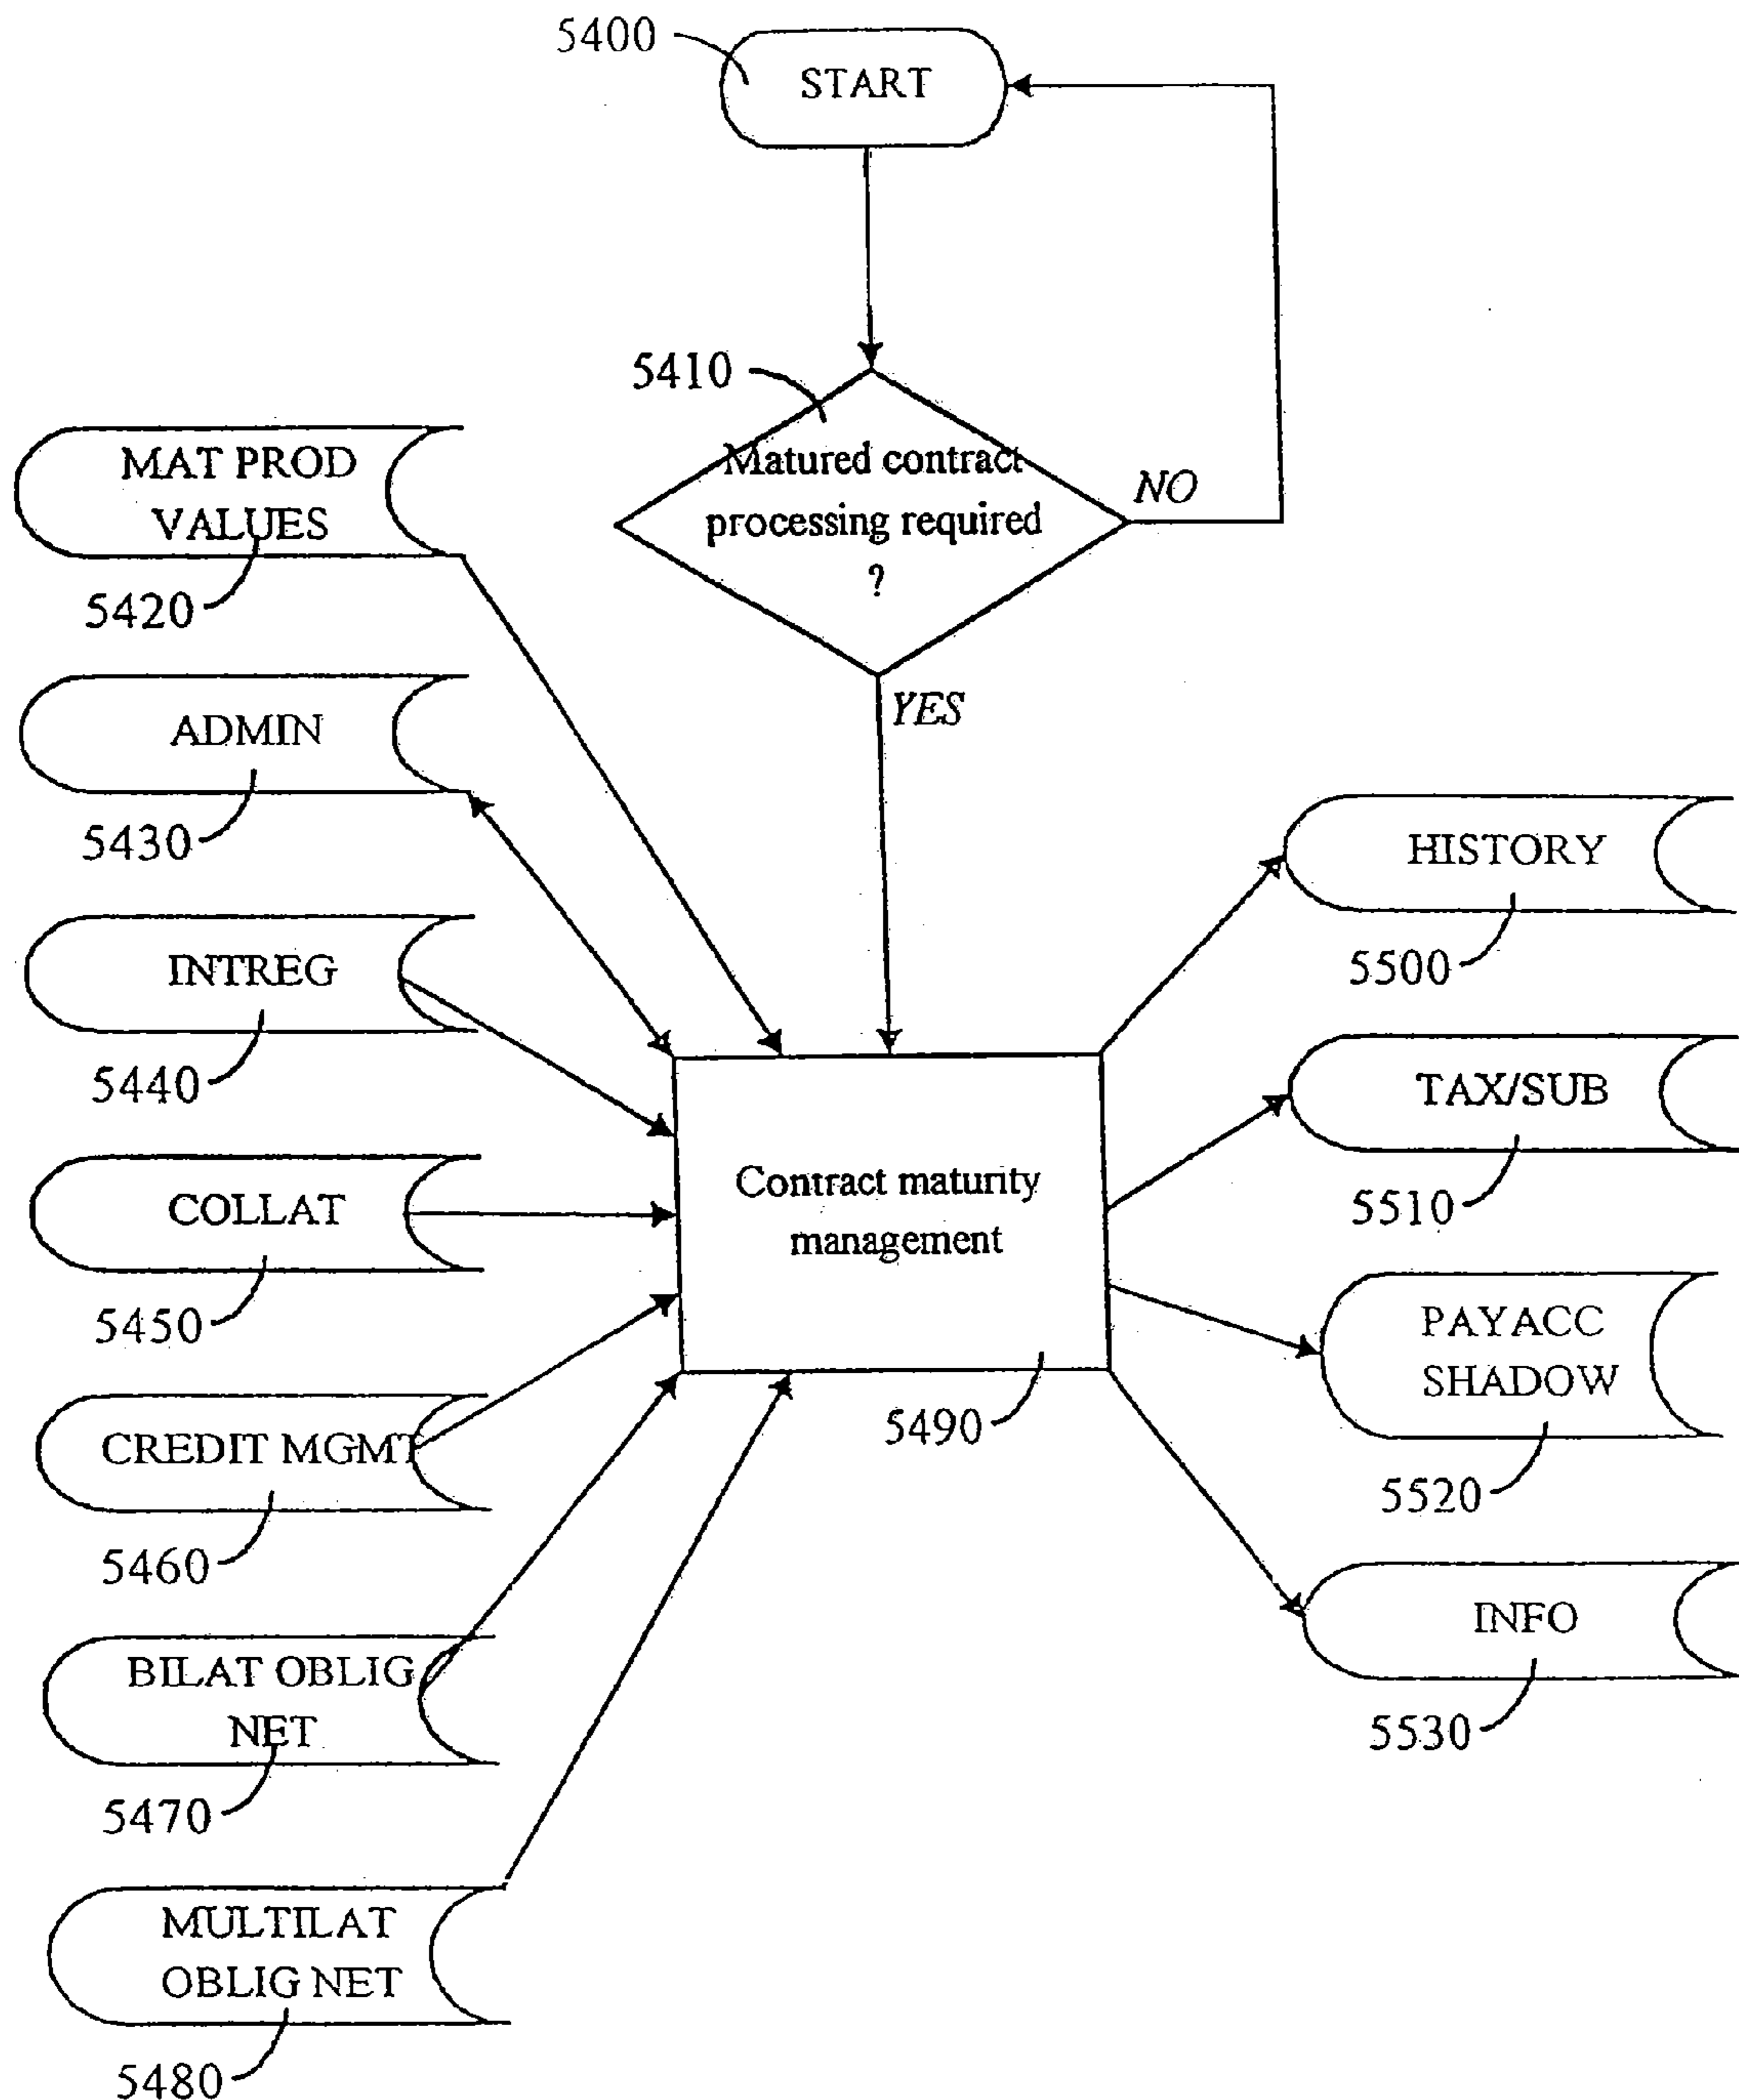 5400
START
5410
Matured contract
processing required
?
NO
YES
MAT PROD
VALUES
5420
ADMIN
5430
INTREG
5440
COLLAT
5450
CREDIT MGMT
5460
BILAT OBLIG
NET
5470
MULTILAT
OBLIG NET
5480
Contract maturity
management
5490
HISTORY
5500
TAX/SUB
5510
PAYACC
SHADOW
5520
INFO
5530